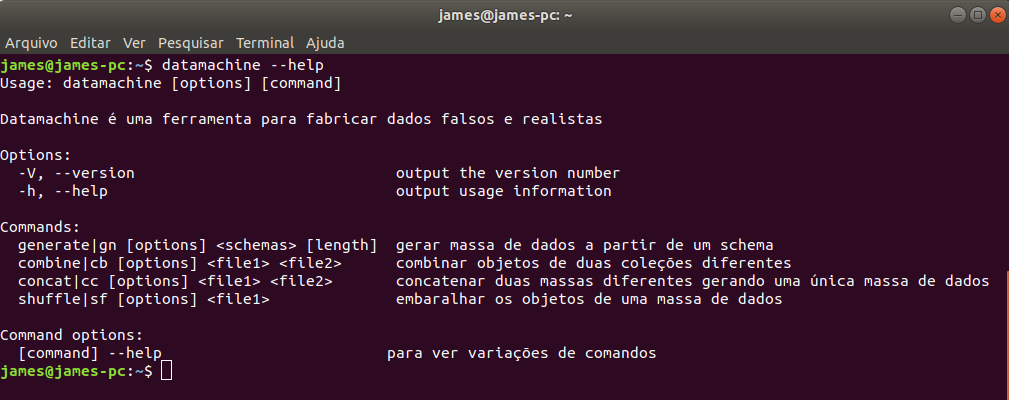 james@james-pc: ~
Arquivo Editar Ver Pesquisar Terminal Ajuda
james@james-pc:~$ datamachine --help
Usage: datamachine [options] [command]
Datamachine é uma ferramenta para fabricar dados falsos e realistas
Options:
-V, --version output the version number
-h, --help output usage information
Commands:
generate|gn [options] <schemas> [length] gerar massa de dados a partir de um schema
combine|cb [options] <file1> <file2> combinar objetos de duas coleções diferentes
concat|cc [options] <file1> <file2> concatenar duas massas diferentes gerando uma única massa de dados
shuffle|sf [options] <file1> embaralhar os objetos de uma massa de dados
Command options:
[command] --help para ver variações de comandos
james@james-pc:~$